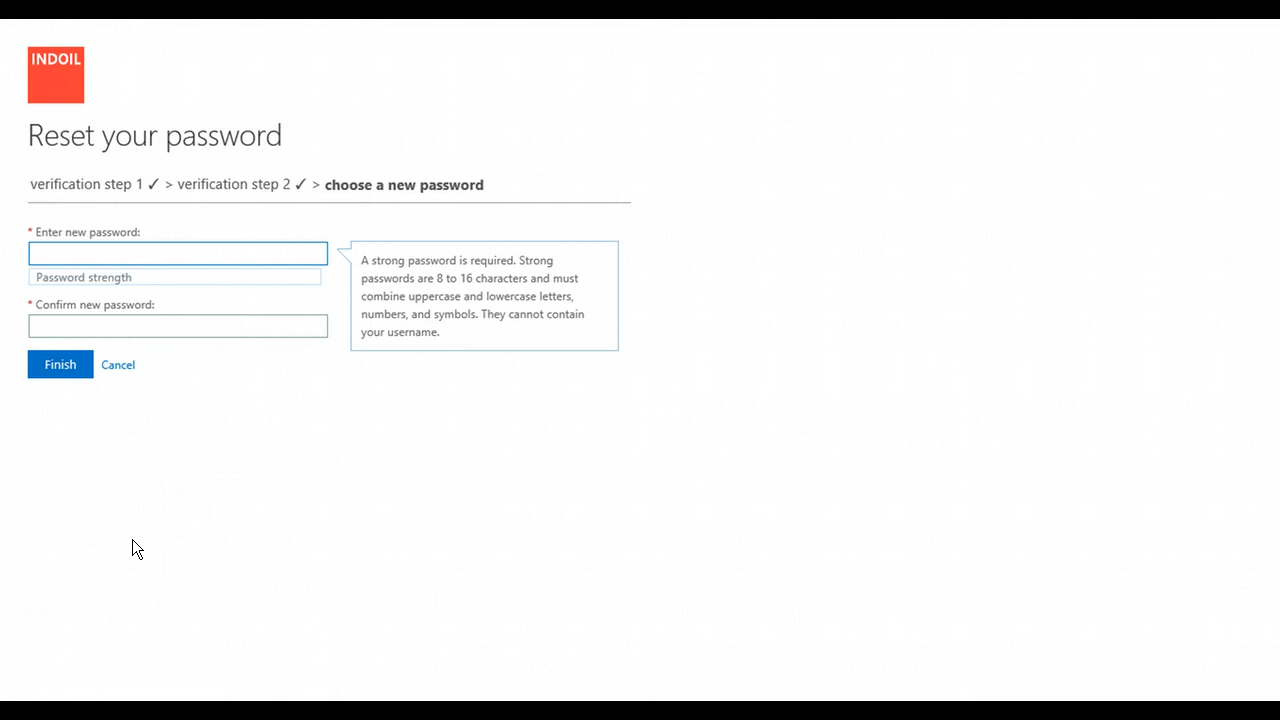 INDOIL
Reset your password
verification step 1 ✓ > verification step 2 ✓ > choose a new password
* Enter new password:
Password strength
* Confirm new password:
Finish Cancel
A strong password is required. Strong
passwords are 8 to 16 characters and must
combine uppercase and lowercase letters,
numbers, and symbols. They cannot contain
your username.